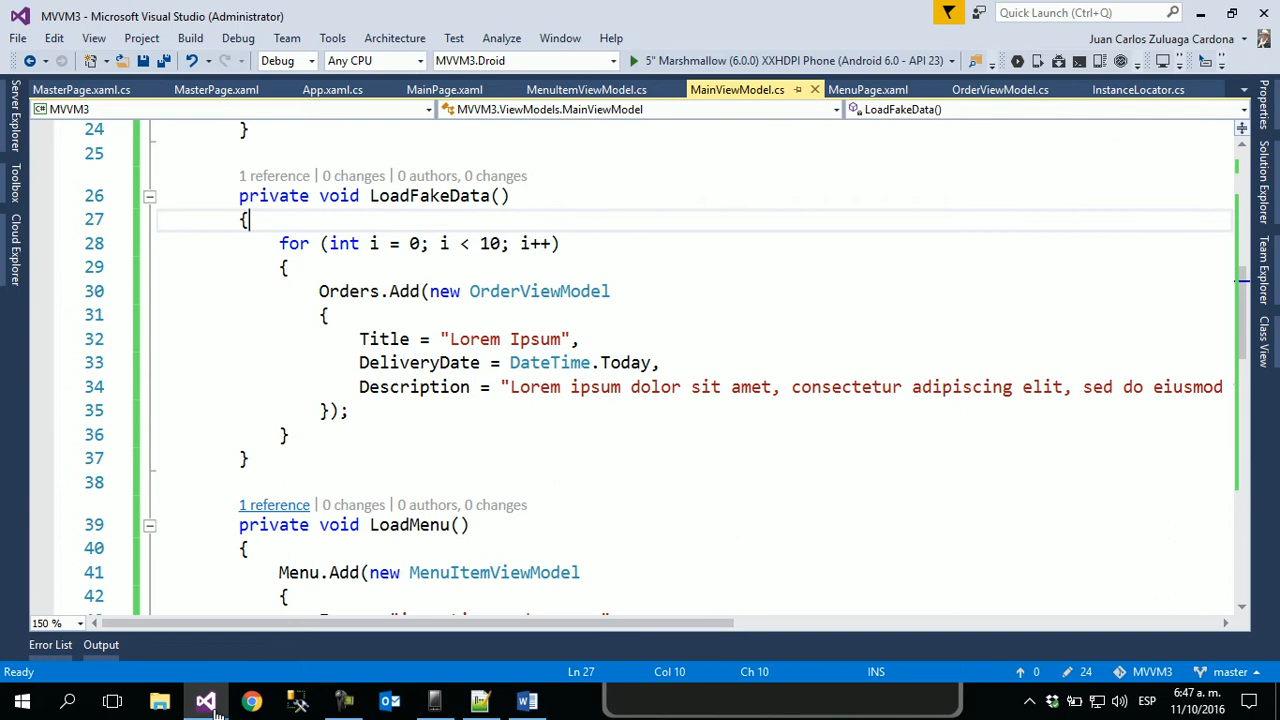 MVVM3 - Microsoft Visual Studio (Administrator)
Quick Launch (Ctrl+Q)
File Edit View Project Build Debug Team Tools Architecture Test Analyze Window Help
Juan Carlos Zuluaga Cardona
Debug Any CPU MVVM3.Droid 5" Marshmallow (6.0.0) XXHDPI Phone (Android 6.0 - API 23)
MasterPage.xaml.cs MasterPage.xaml App.xaml.cs MainPage.xaml MenuItemViewModel.cs MainViewModel.cs MenuPage.xaml OrderViewModel.cs InstanceLocator.cs
MVVM3 MVVM3.ViewModels.MainViewModel LoadFakeData()
Server Explorer
Toolbox
Cloud Explorer
24 }
25
1 reference | 0 changes | 0 authors, 0 changes
26 private void LoadFakeData()
27 {
28 for (int i = 0; i < 10; i++)
29 {
30 Orders.Add(new OrderViewModel
31 {
32 Title = "Lorem Ipsum",
33 DeliveryDate = DateTime.Today,
34 Description = "Lorem ipsum dolor sit amet, consectetur adipiscing elit, sed do eiusmod
35 });
36 }
37 }
38
1 reference | 0 changes | 0 authors, 0 changes
39 private void LoadMenu()
40 {
41 Menu.Add(new MenuItemViewModel
42 {
Properties
Solution Explorer
Team Explorer
Class View
150 %
Error List Output
Ready Ln 27 Col 10 Ch 10 INS 0 24 MVVM3 master
ESP
6:47 a. m.
11/10/2016